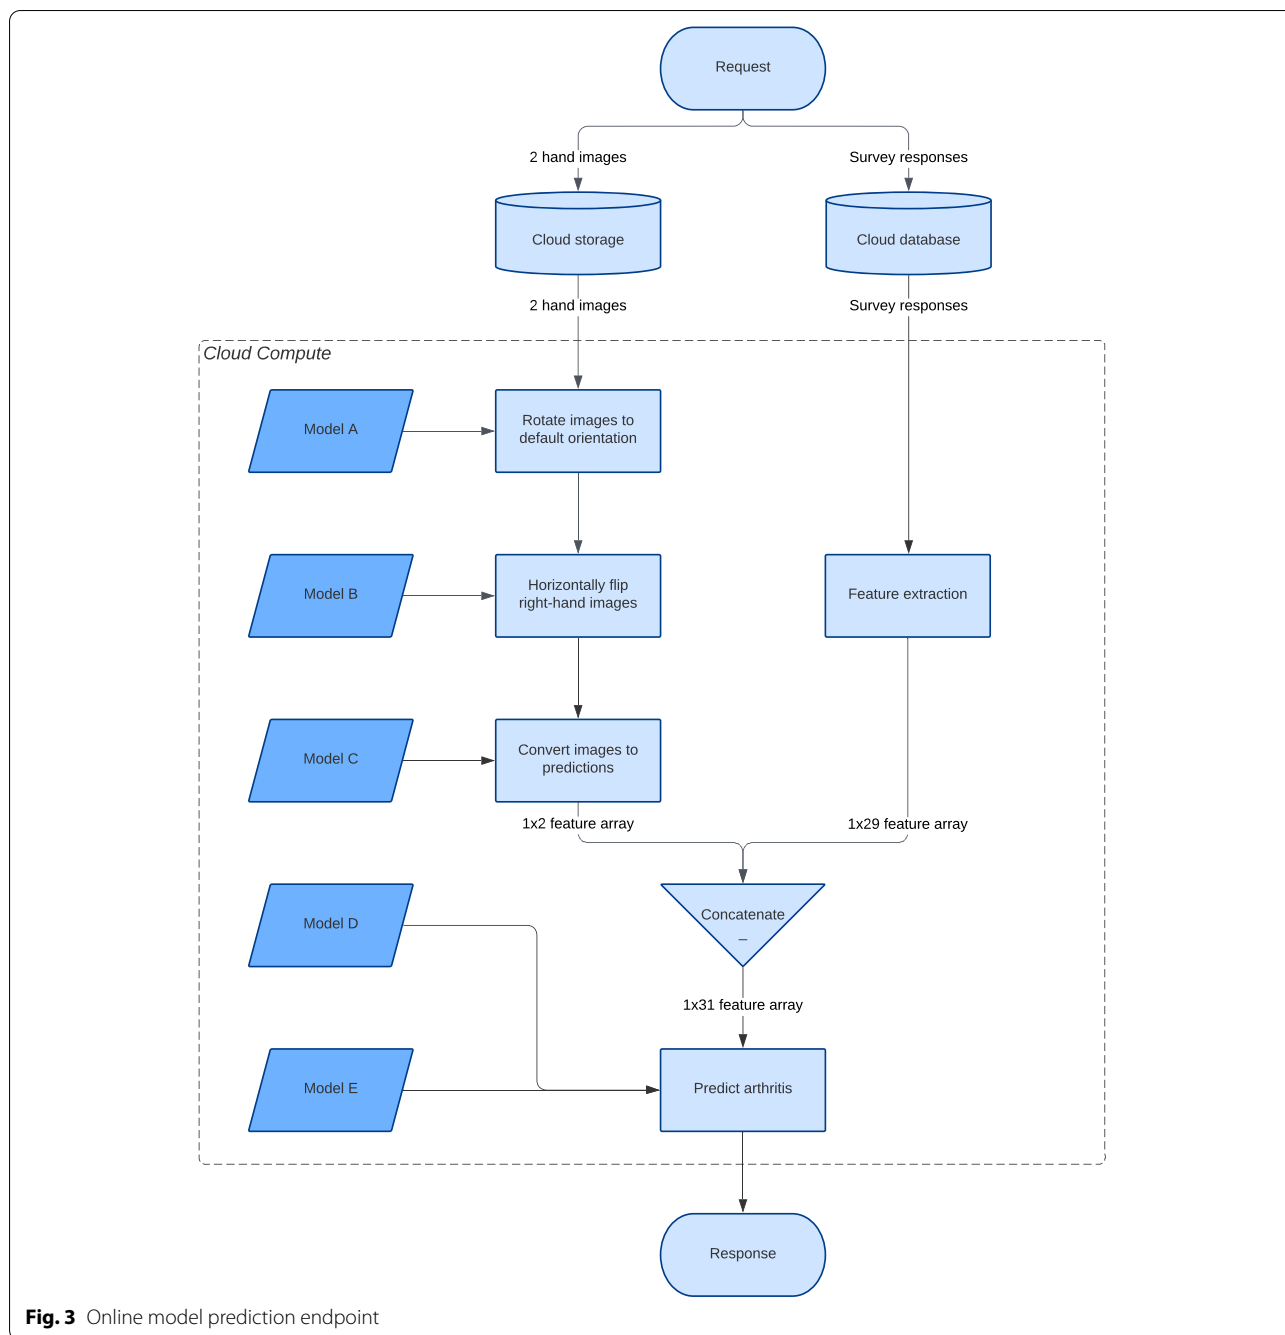 Request
2 hand images
Survey responses
Cloud storage
Cloud database
2 hand images
Survey responses
Cloud Compute
Model A
Rotate images to
default orientation
Model B
Horizontally flip
right-hand images
Feature extraction
Model C
Convert images to
predictions
1x2 feature array
1x29 feature array
Model D
Concatenate
_
1x31 feature array
Model E
Predict arthritis
Response
Fig. 3 Online model prediction endpoint